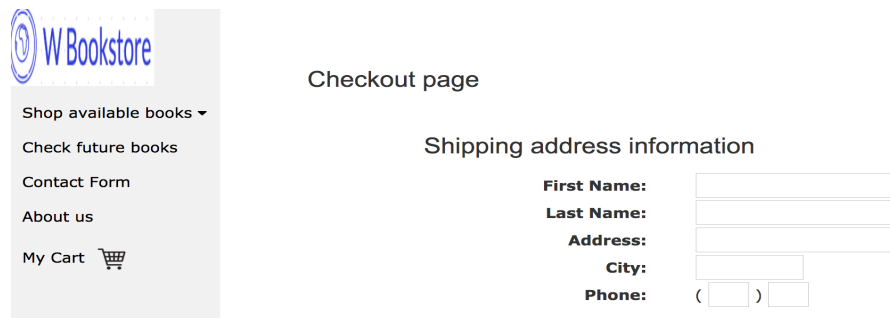 W Bookstore
Shop available books
Check future books
Contact Form
About us
My Cart
Checkout page
Shipping address information
First Name:
Last Name:
Address:
City:
Phone: ( )